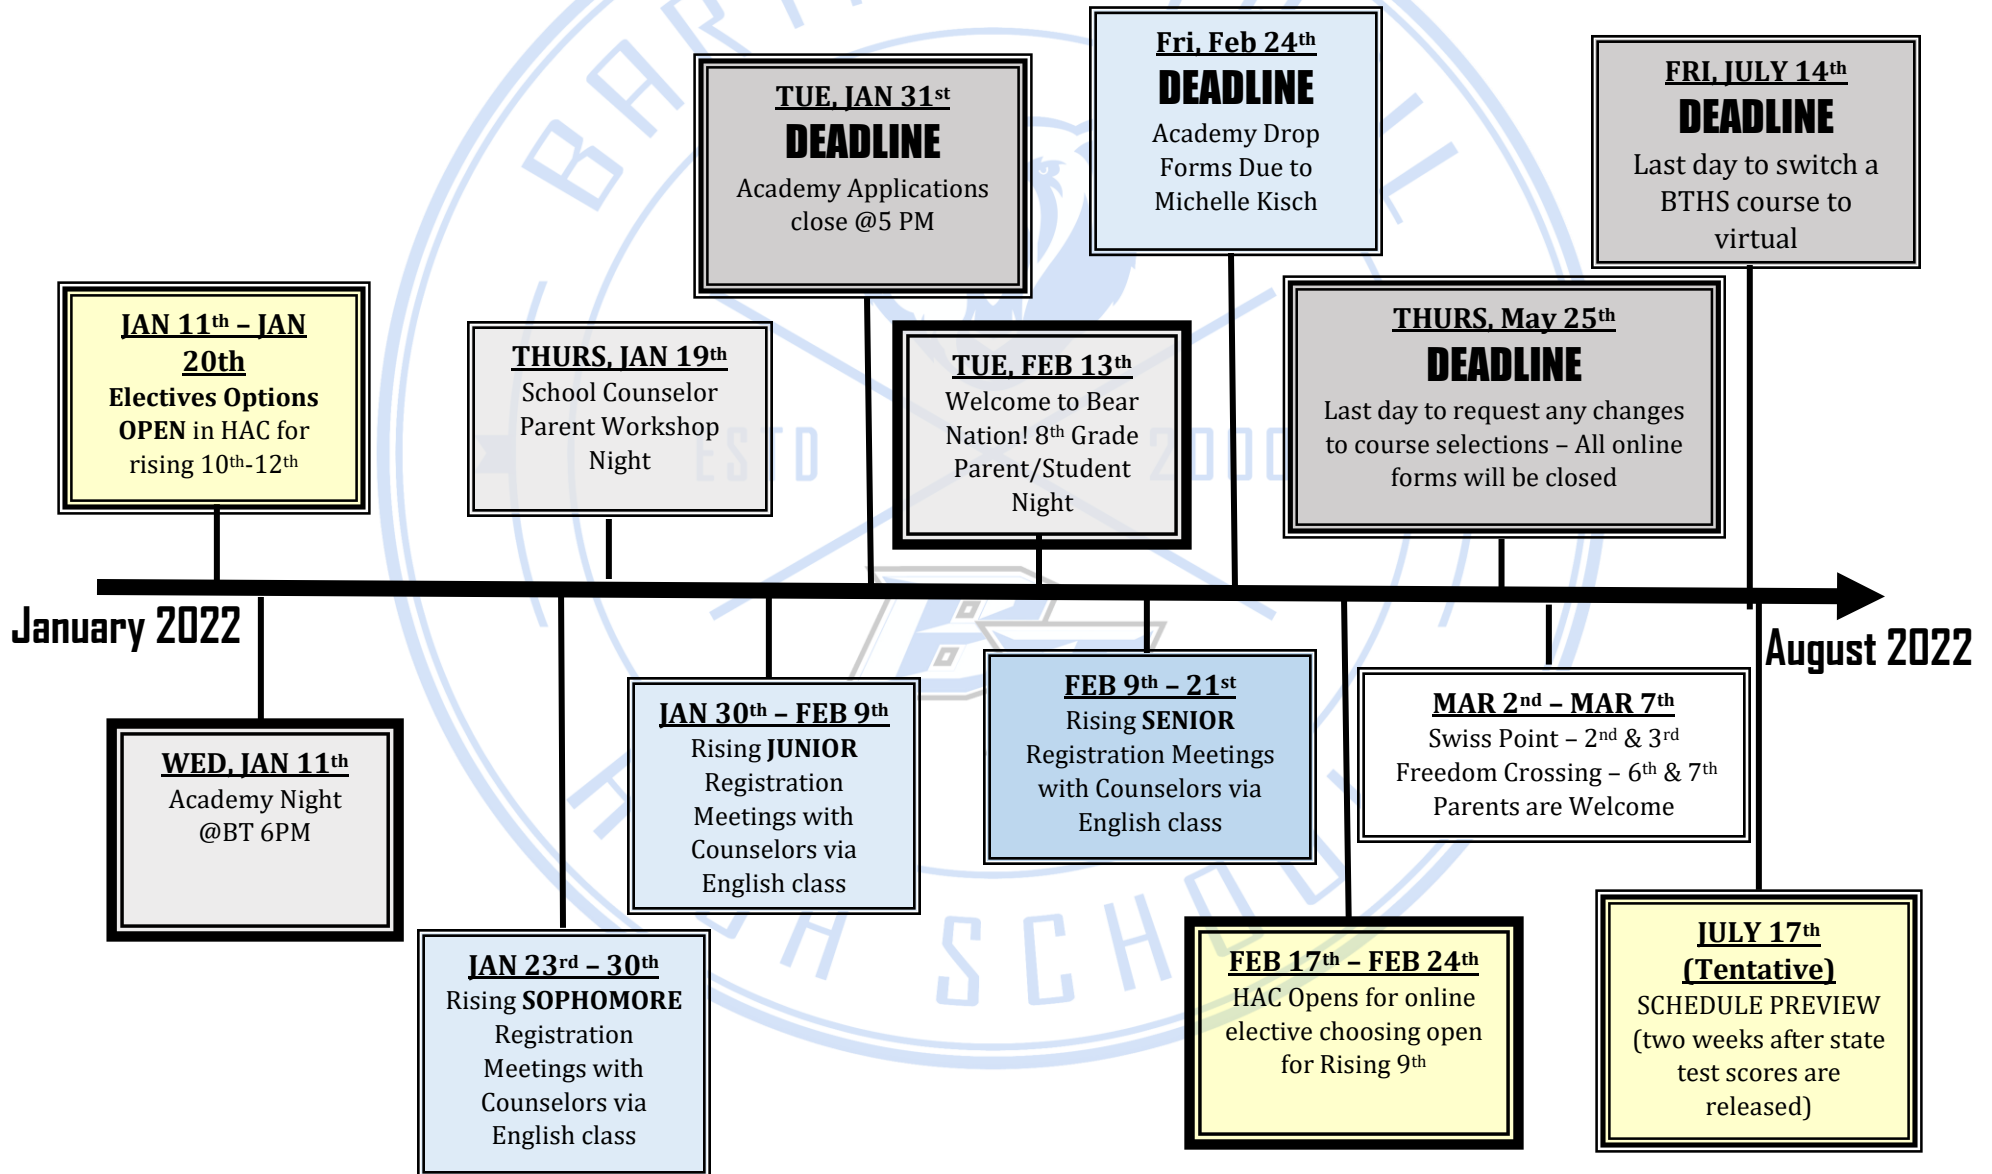 Fri, Feb 24th
DEADLINE
Academy Drop
Forms Due to
Michelle Kisch
FRI, JULY 14th
DEADLINE
Last day to switch a
BTHS course to
virtual
TUE, JAN 31st
DEADLINE
Academy Applications
close @5 PM
JAN 11th – JAN
20th
Electives Options
OPEN in HAC for
rising 10th-12th
THURS, JAN 19th
School Counselor
Parent Workshop
Night
TUE, FEB 13th
Welcome to Bear
Nation! 8th Grade
Parent/Student
Night
THURS, May 25th
DEADLINE
Last day to request any changes
to course selections – All online
forms will be closed
ESTD
2000
January 2022
August 2022
WED, JAN 11th
Academy Night
@BT 6PM
JAN 23rd – 30th
Rising SOPHOMORE
Registration
Meetings with
Counselors via
English class
JAN 30th – FEB 9th
Rising JUNIOR
Registration
Meetings with
Counselors via
English class
FEB 9th – 21st
Rising SENIOR
Registration Meetings
with Counselors via
English class
FEB 17th – FEB 24th
HAC Opens for online
elective choosing open
for Rising 9th
MAR 2nd – MAR 7th
Swiss Point – 2nd & 3rd
Freedom Crossing – 6th & 7th
Parents are Welcome
JULY 17th
(Tentative)
SCHEDULE PREVIEW
(two weeks after state
test scores are
released)
SCHOOL